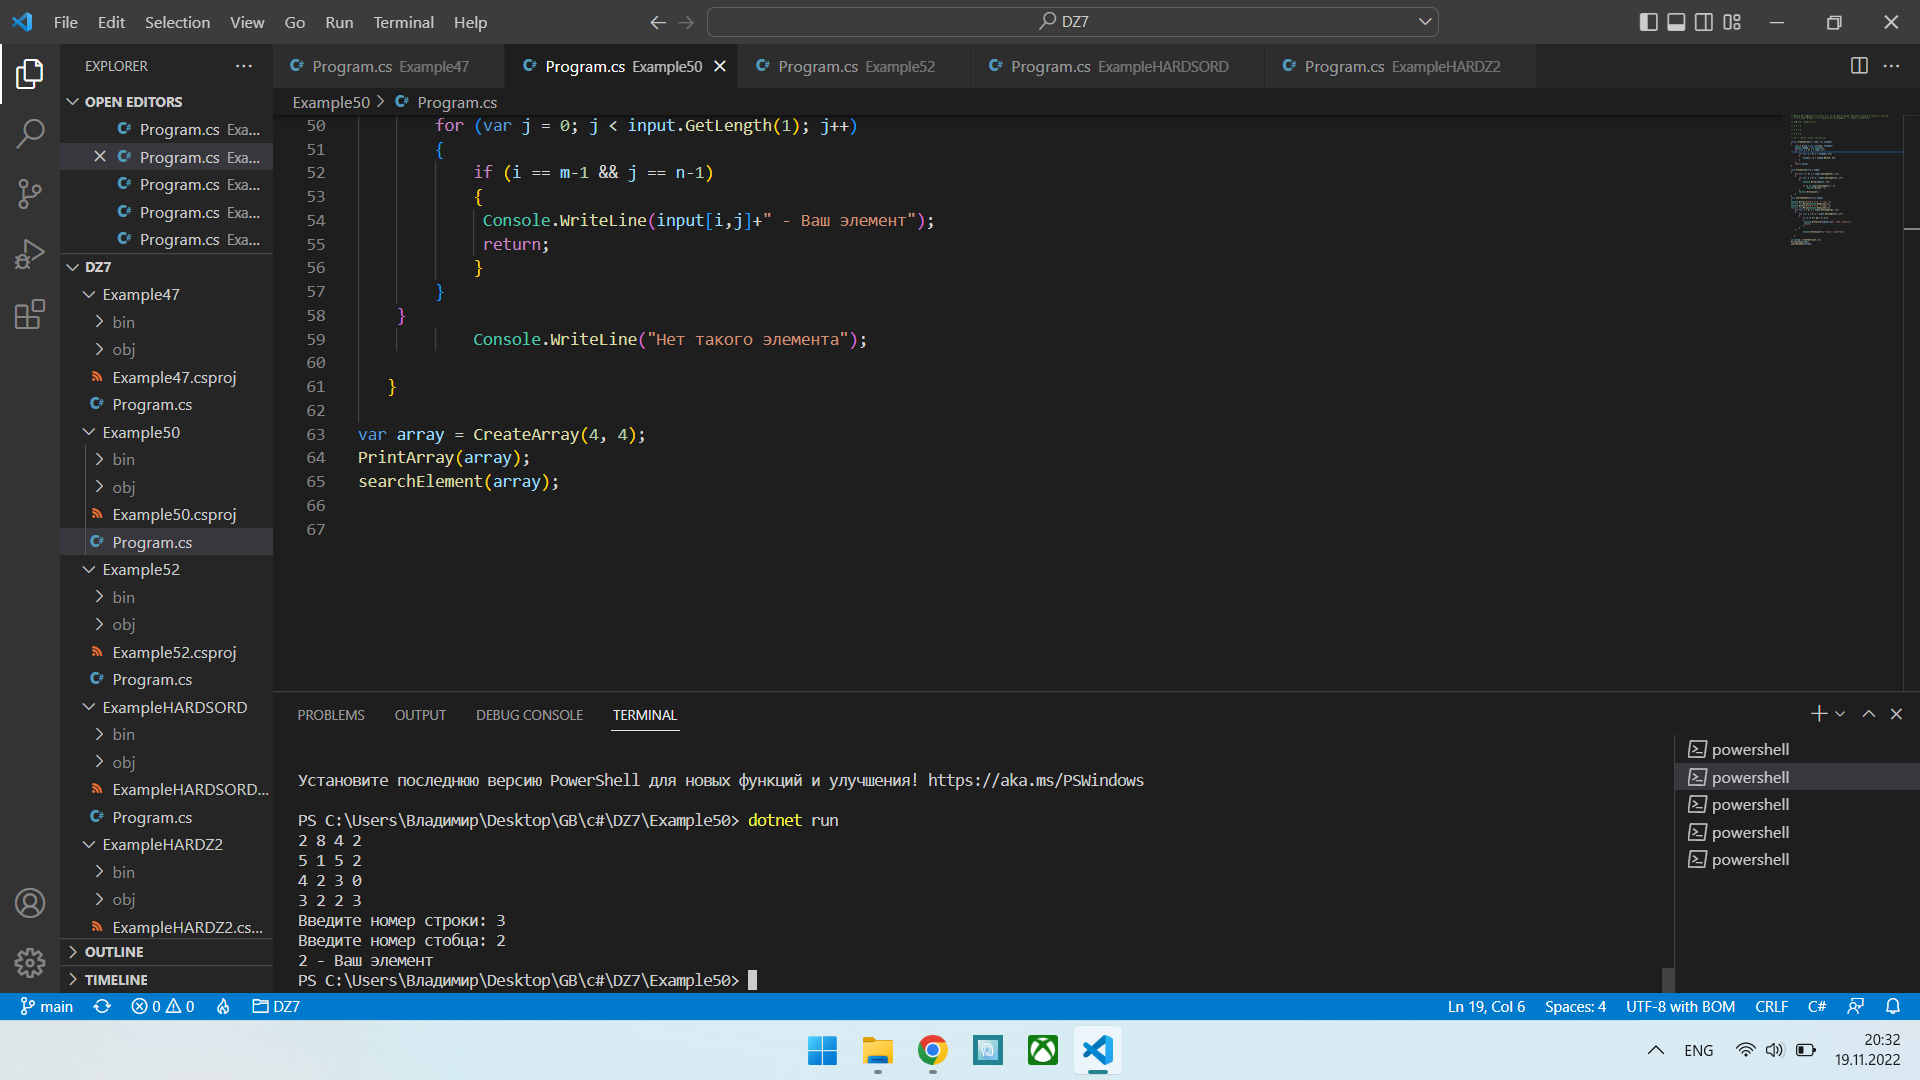 File Edit Selection View Go Run Terminal Help
DZ7
EXPLORER
OPEN EDITORS
C# Program.cs Exa...
C# Program.cs Exa...
C# Program.cs Exa...
C# Program.cs Exa...
C# Program.cs Exa...
DZ7
Example47
bin
obj
Example47.csproj
C# Program.cs
Example50
bin
obj
Example50.csproj
C# Program.cs
Example52
bin
obj
Example52.csproj
C# Program.cs
ExampleHARDSORD
bin
obj
ExampleHARDSORD...
C# Program.cs
ExampleHARDZ2
bin
obj
ExampleHARDZ2.cs...
OUTLINE
TIMELINE
C# Program.cs Example47
C# Program.cs Example50
C# Program.cs Example52
C# Program.cs ExampleHARDSORD
C# Program.cs ExampleHARDZ2
Example50 > C# Program.cs
50 for (var j = 0; j < input.GetLength(1); j++)
51 {
52 if (i == m-1 && j == n-1)
53 {
54 Console.WriteLine(input[i,j]+" - Ваш элемент");
55 return;
56 }
57 }
58 }
59 Console.WriteLine("Нет такого элемента");
60
61 }
62
63 var array = CreateArray(4, 4);
64 PrintArray(array);
65 searchElement(array);
66
67
PROBLEMS OUTPUT DEBUG CONSOLE TERMINAL
Установите последнюю версию PowerShell для новых функций и улучшения! https://aka.ms/PSWindows
PS C:\Users\Владимир\Desktop\GB\c#\DZ7\Example50> dotnet run
2 8 4 2
5 1 5 2
4 2 3 0
3 2 2 3
Введите номер строки: 3
Введите номер стобца: 2
2 - Ваш элемент
PS C:\Users\Владимир\Desktop\GB\c#\DZ7\Example50>
powershell
powershell
powershell
powershell
powershell
main 0 0 DZ7
Ln 19, Col 6 Spaces: 4 UTF-8 with BOM CRLF C#
ENG
20:32
19.11.2022